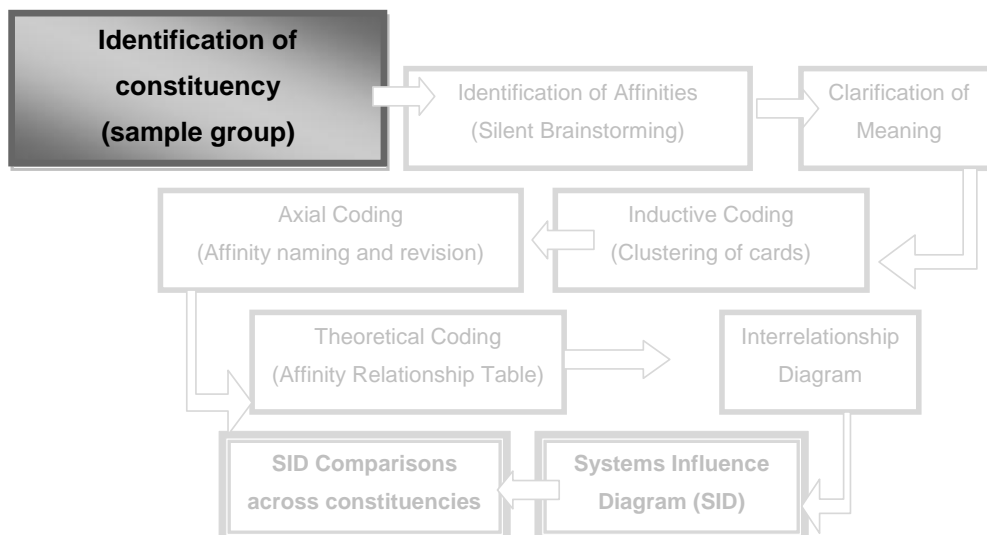 Identification of
constituency
(sample group)
Identification of Affinities
(Silent Brainstorming)
Clarification of
Meaning
Axial Coding
(Affinity naming and revision)
Inductive Coding
(Clustering of cards)
Theoretical Coding
(Affinity Relationship Table)
Interrelationship
Diagram
SID Comparisons
across constituencies
Systems Influence
Diagram (SID)